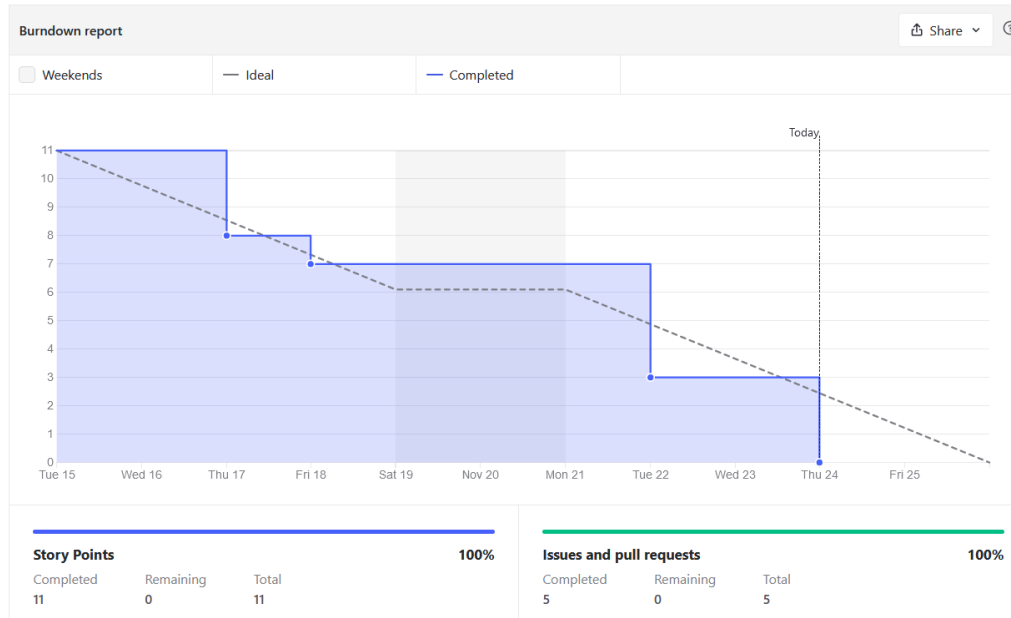 Burndown report
Share
Weekends
Ideal
Completed
Today
11
10
9
8
7
6
5
4
3
2
1
0
Tue 15 Wed 16 Thu 17 Fri 18 Sat 19 Nov 20 Mon 21 Tue 22 Wed 23 Thu 24 Fri 25
Story Points 100%
Completed Remaining Total
11 0 11
Issues and pull requests 100%
Completed Remaining Total
5 0 5